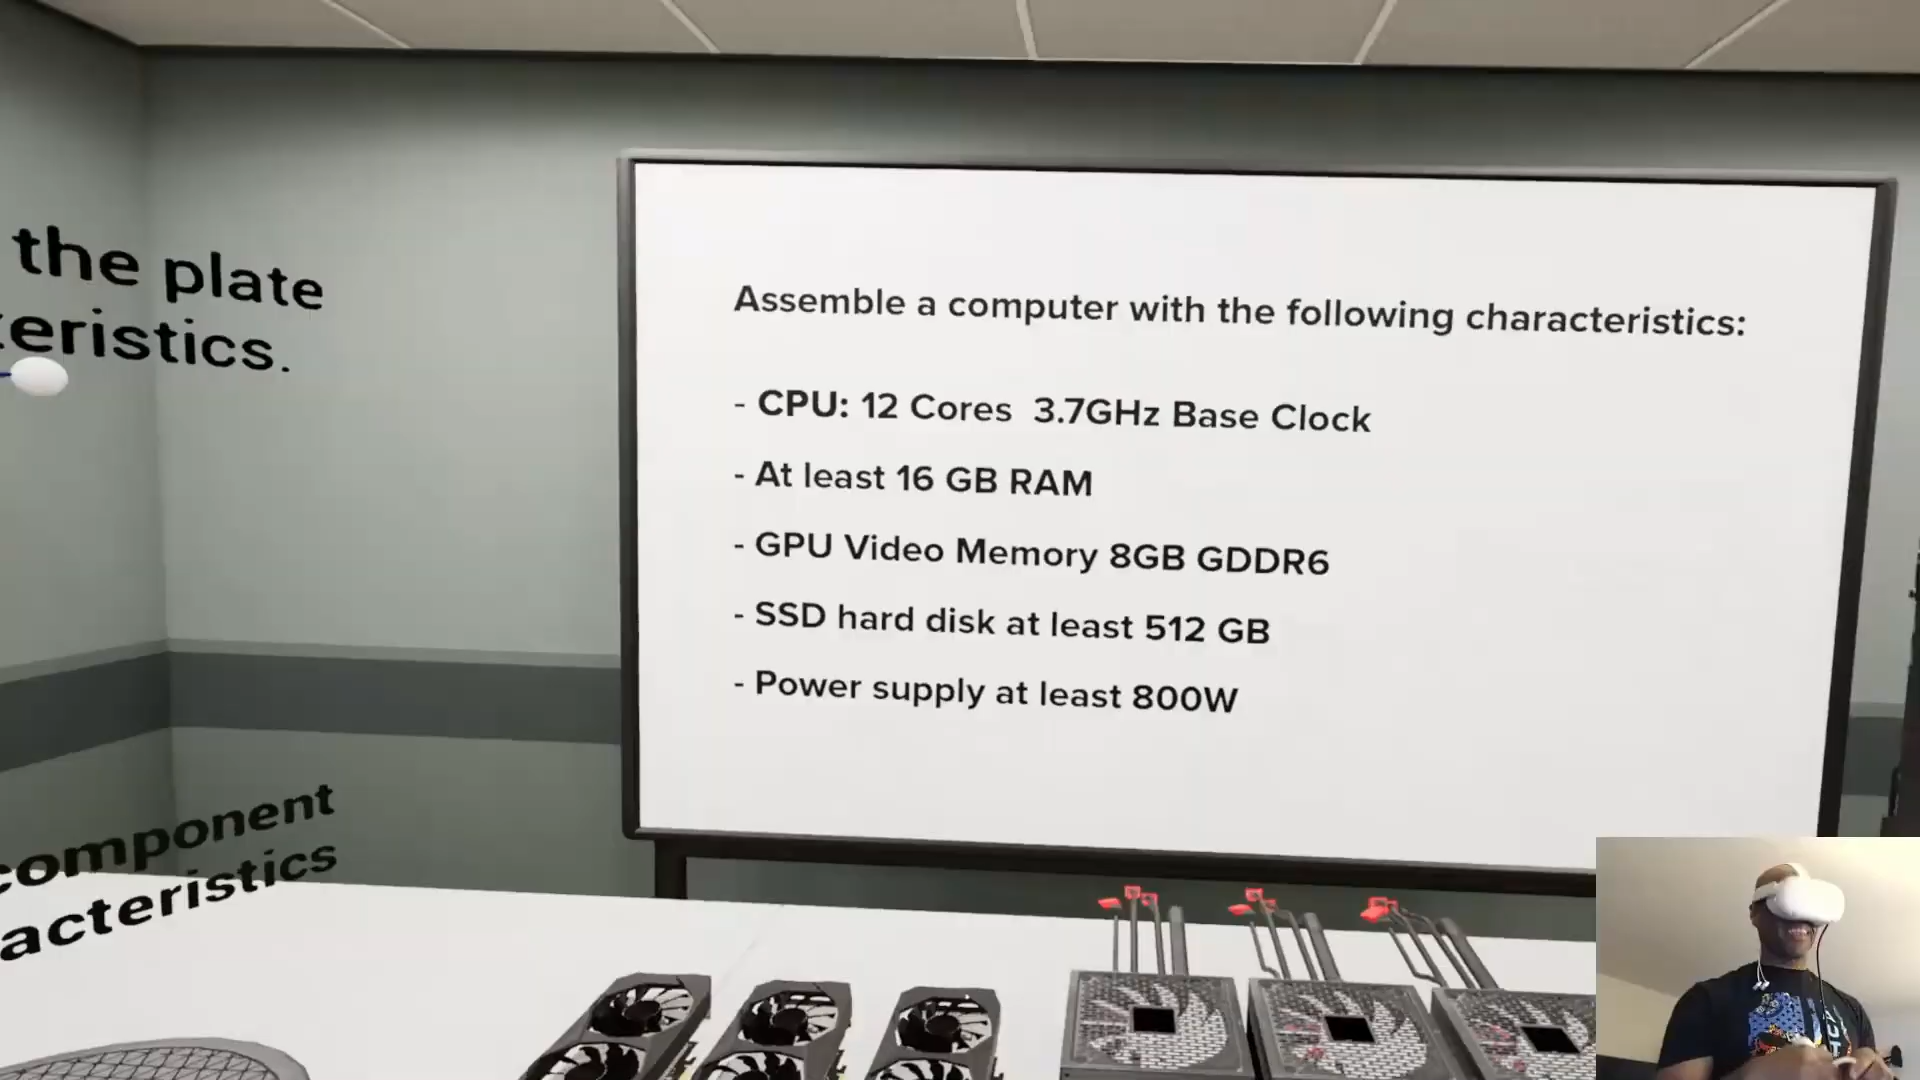 the plate
eristics.
Assemble a computer with the following characteristics:
- CPU: 12 Cores 3.7GHz Base Clock
- At least 16 GB RAM
- GPU Video Memory 8GB GDDR6
- SSD hard disk at least 512 GB
- Power supply at least 800W
component
acteristics